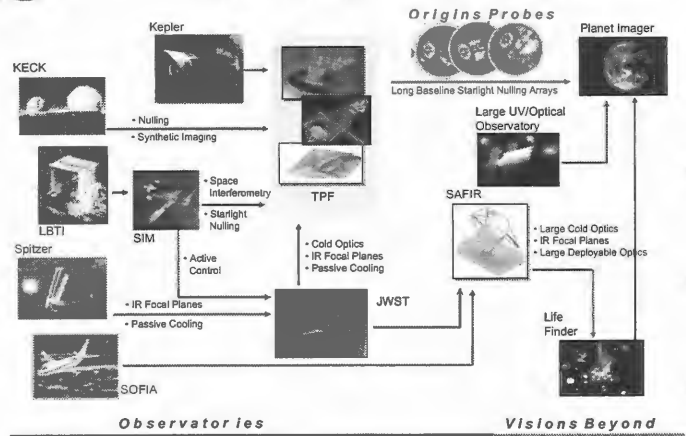 Origins Probes
Kepler
Planet Imager
KECK
Long Baseline Starlight Nulling Arrays
• Nulling
• Synthetic Imaging
Large UV/Optical
Observatory
• Space
Interferometry
• Starlight
Nulling
TPF
SAFIR
LBTI
SIM
• Large Cold Optics
• IR Focal Planes
• Large Deployable Optics
• Cold Optics
• IR Focal Planes
• Passive Cooling
Spitzer
• Active
Control
• IR Focal Planes
• Passive Cooling
JWST
Life
Finder
SOFIA
Observatories
Visions Beyond